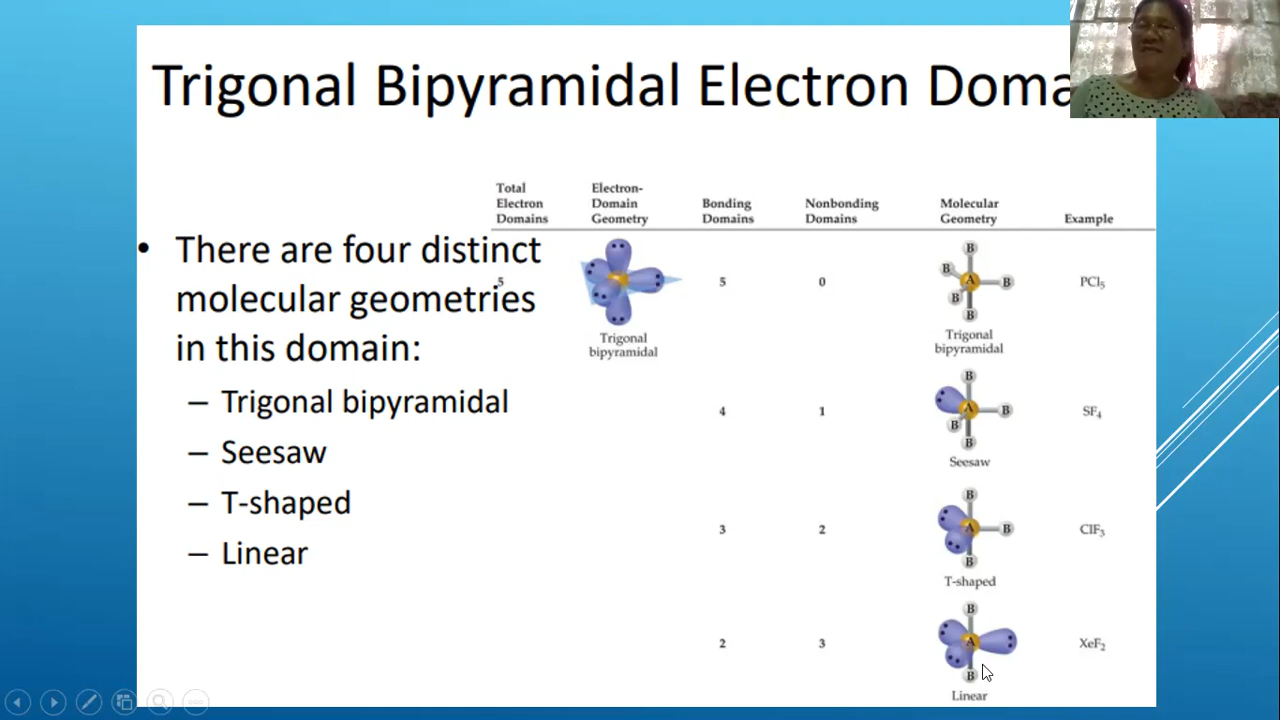 Trigonal Bipyramidal Electron Doma
• There are four distinct
molecular geometries
in this domain:
– Trigonal bipyramidal
– Seesaw
– T-shaped
– Linear
Total Electron Domains
Electron-Domain Geometry
Bonding Domains
Nonbonding Domains
Molecular Geometry
Example
5
Trigonal bipyramidal
5
0
B
B
A
B
B
B
Trigonal bipyramidal
PCl₅
4
1
B
A
B
B
B
Seesaw
SF₄
3
2
B
A
B
B
T-shaped
ClF₃
2
3
B
A
B
Linear
XeF₂